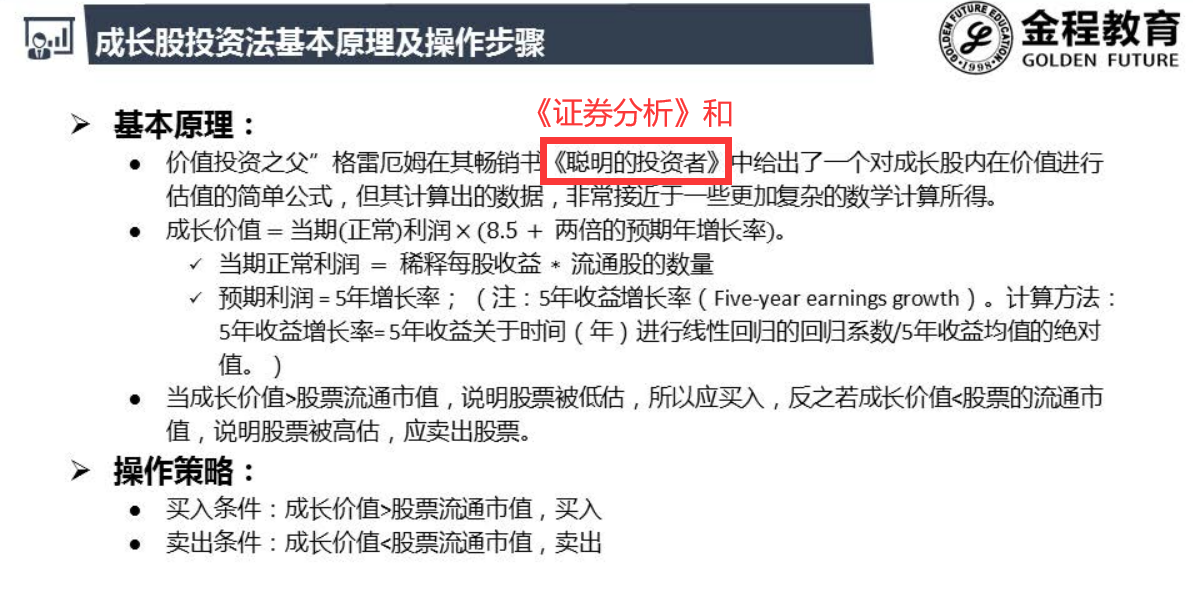 成长股投资法基本原理及操作步骤
GOLDEN FUTURE EDUCATION
1998
金程教育
GOLDEN FUTURE
《证券分析》和
➢ 基本原理：
● 价值投资之父”格雷厄姆在其畅销书《聪明的投资者》中给出了一个对成长股内在价值进行
估值的简单公式，但其计算出的数据，非常接近于一些更加复杂的数学计算所得。
● 成长价值 = 当期(正常)利润 × (8.5 + 两倍的预期年增长率)。
✓ 当期正常利润 = 稀释每股收益 * 流通股的数量
✓ 预期利润 = 5年增长率；（注：5年收益增长率（Five-year earnings growth）。计算方法：
5年收益增长率= 5年收益关于时间（年）进行线性回归的回归系数/5年收益均值的绝对
值。）
● 当成长价值>股票流通市值，说明股票被低估，所以应买入，反之若成长价值<股票的流通市
值，说明股票被高估，应卖出股票。
➢ 操作策略：
● 买入条件：成长价值>股票流通市值，买入
● 卖出条件：成长价值<股票流通市值，卖出